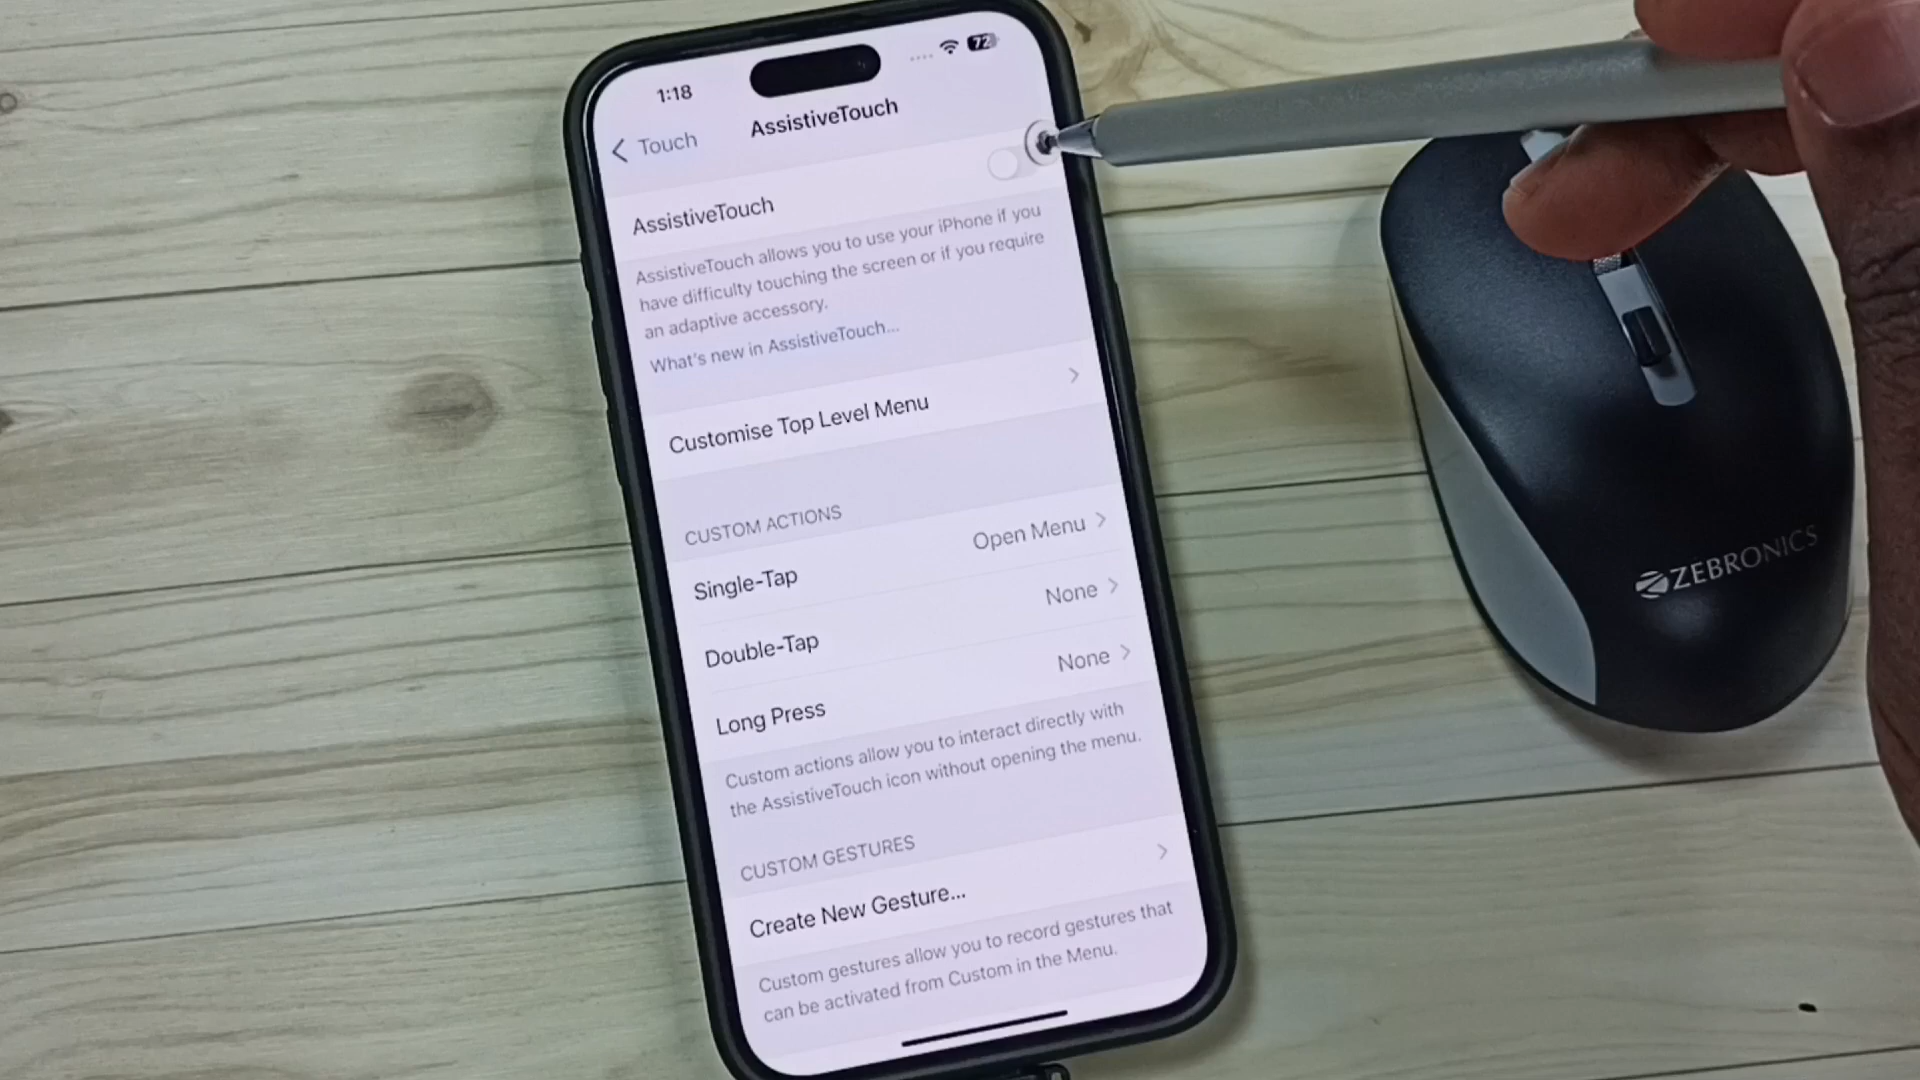 1:18
72
Touch
AssistiveTouch
AssistiveTouch
AssistiveTouch allows you to use your iPhone if you
have difficulty touching the screen or if you require
an adaptive accessory.
What's new in AssistiveTouch...
Customise Top Level Menu
CUSTOM ACTIONS
Single-Tap Open Menu
Double-Tap None
Long Press None
Custom actions allow you to interact directly with
the AssistiveTouch icon without opening the menu.
CUSTOM GESTURES
Create New Gesture...
Custom gestures allow you to record gestures that
can be activated from Custom in the Menu.
ZEBRONICS